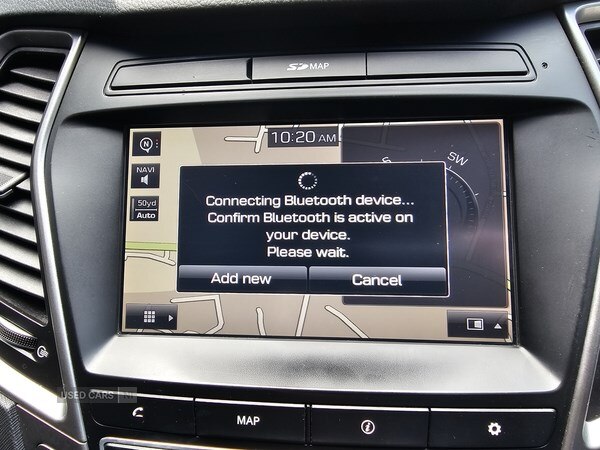 SD MAP
N
10:20 AM
NAVI
SW
50yd
Auto
Connecting Bluetooth device...
Confirm Bluetooth is active on
your device.
Please wait.
Add new
Cancel
USED CARS NI
MAP